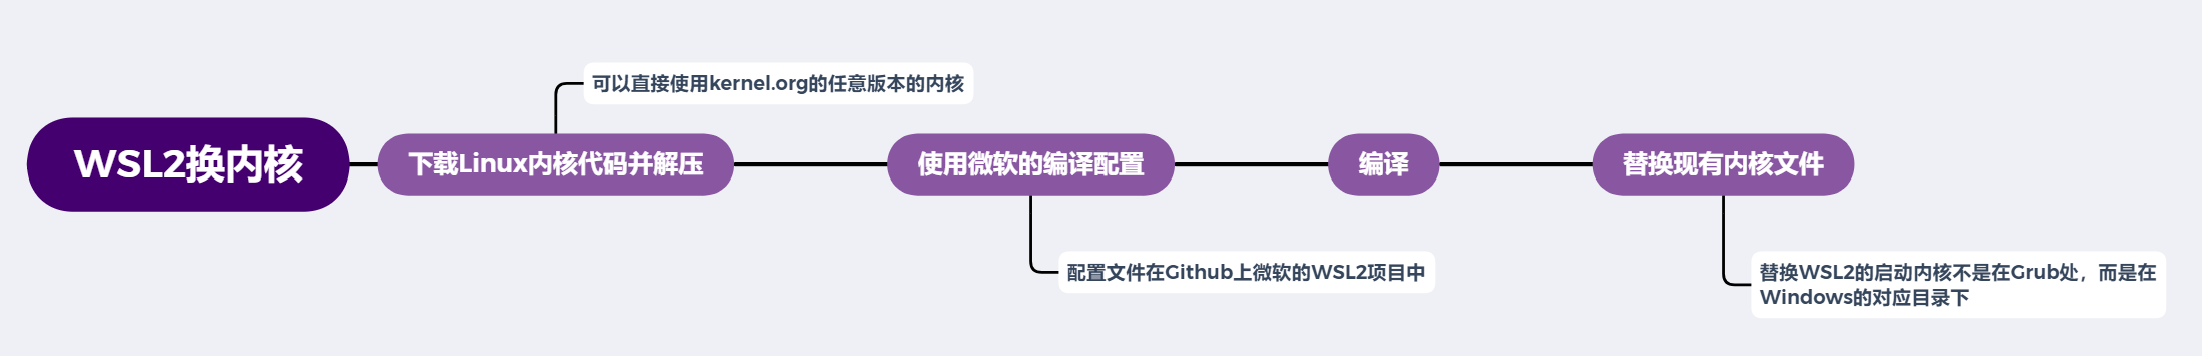 WSL2换内核
下载Linux内核代码并解压
可以直接使用kernel.org的任意版本的内核
使用微软的编译配置
配置文件在Github上微软的WSL2项目中
编译
替换现有内核文件
替换WSL2的启动内核不是在Grub处，而是在
Windows的对应目录下